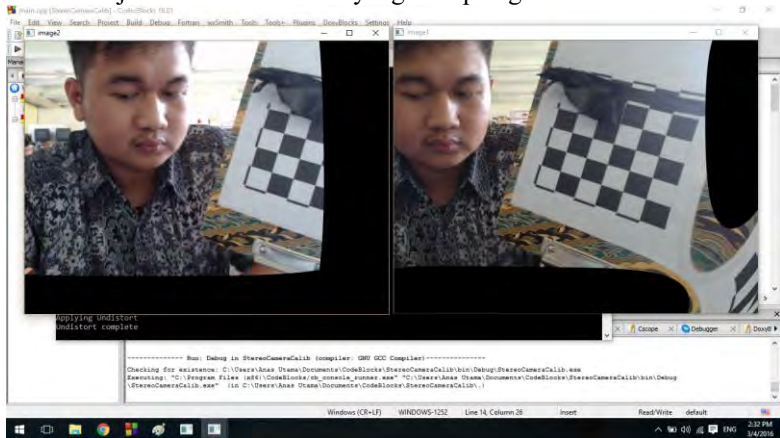 main.cpp [StereoCameraCalib] - Code::Blocks 16.01
File Edit View Search Project Build Debug Fortran wxSmith Tools Tools+ Plugins DoxyBlocks Settings Help
image2
image1
Applying Undistort
Undistort complete
Cscope
Debugger
-------------- Run: Debug in StereoCameraCalib (compiler: GNU GCC Compiler)---------------
Checking for existence: C:\Users\Anas Utama\Documents\CodeBlocks\StereoCameraCalib\bin\Debug\StereoCameraCalib.exe
Executing: "C:\Program Files (x86)\CodeBlocks/cb_console_runner.exe" "C:\Users\Anas Utama\Documents\CodeBlocks\StereoCameraCalib\bin\Debug
\StereoCameraCalib.exe" (in C:\Users\Anas Utama\Documents\CodeBlocks\StereoCameraCalib\.)
Windows (CR+LF) WINDOWS-1252 Line 14, Column 26 Insert Read/Write default
ENG
2:32 PM
3/4/2016